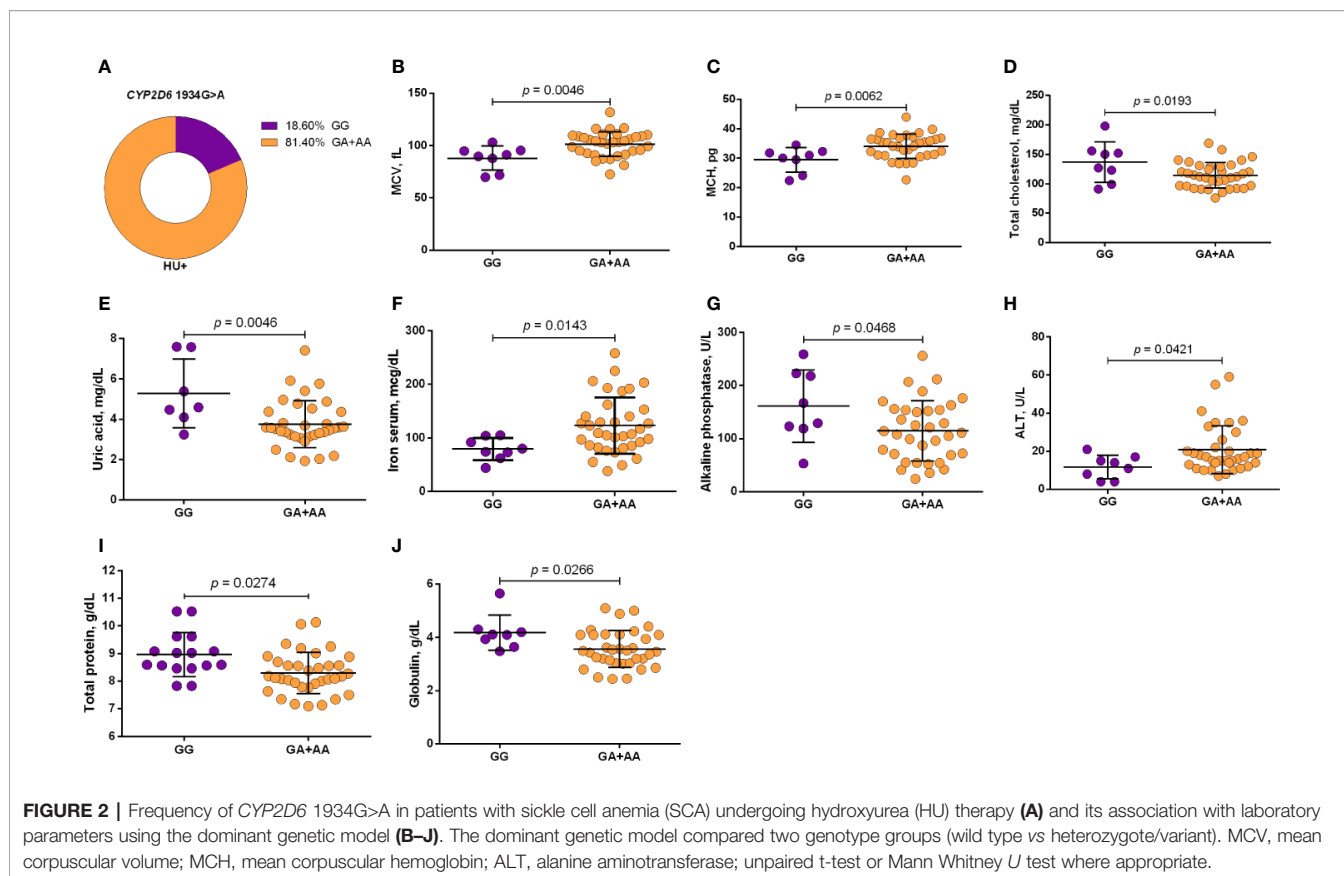 A
CYP2D6 1934G>A
18.60% GG
81.40% GA+AA
HU+
B
p = 0.0046
MCV, fL
150
100
50
0
GG
GA+AA
C
p = 0.0062
MCH, pg
50
40
30
20
10
0
GG
GA+AA
D
p = 0.0193
Total cholesterol, mg/dL
250
200
150
100
50
0
GG
GA+AA
E
p = 0.0046
Uric acid, mg/dL
8
6
4
2
0
GG
GA+AA
F
p = 0.0143
Iron serum, mcg/dL
300
200
100
0
GG
GA+AA
G
p = 0.0468
Alkaline phosphatase, U/L
300
200
100
0
GG
GA+AA
H
p = 0.0421
ALT, U/L
80
60
40
20
0
GG
GA+AA
I
p = 0.0274
Total protein, g/dL
12
11
10
9
8
7
6
GG
GA+AA
J
p = 0.0266
Globulin, g/dL
6
4
2
0
GG
GA+AA
FIGURE 2 | Frequency of CYP2D6 1934G>A in patients with sickle cell anemia (SCA) undergoing hydroxyurea (HU) therapy (A) and its association with laboratory
parameters using the dominant genetic model (B–J). The dominant genetic model compared two genotype groups (wild type vs heterozygote/variant). MCV, mean
corpuscular volume; MCH, mean corpuscular hemoglobin; ALT, alanine aminotransferase; unpaired t-test or Mann Whitney U test where appropriate.